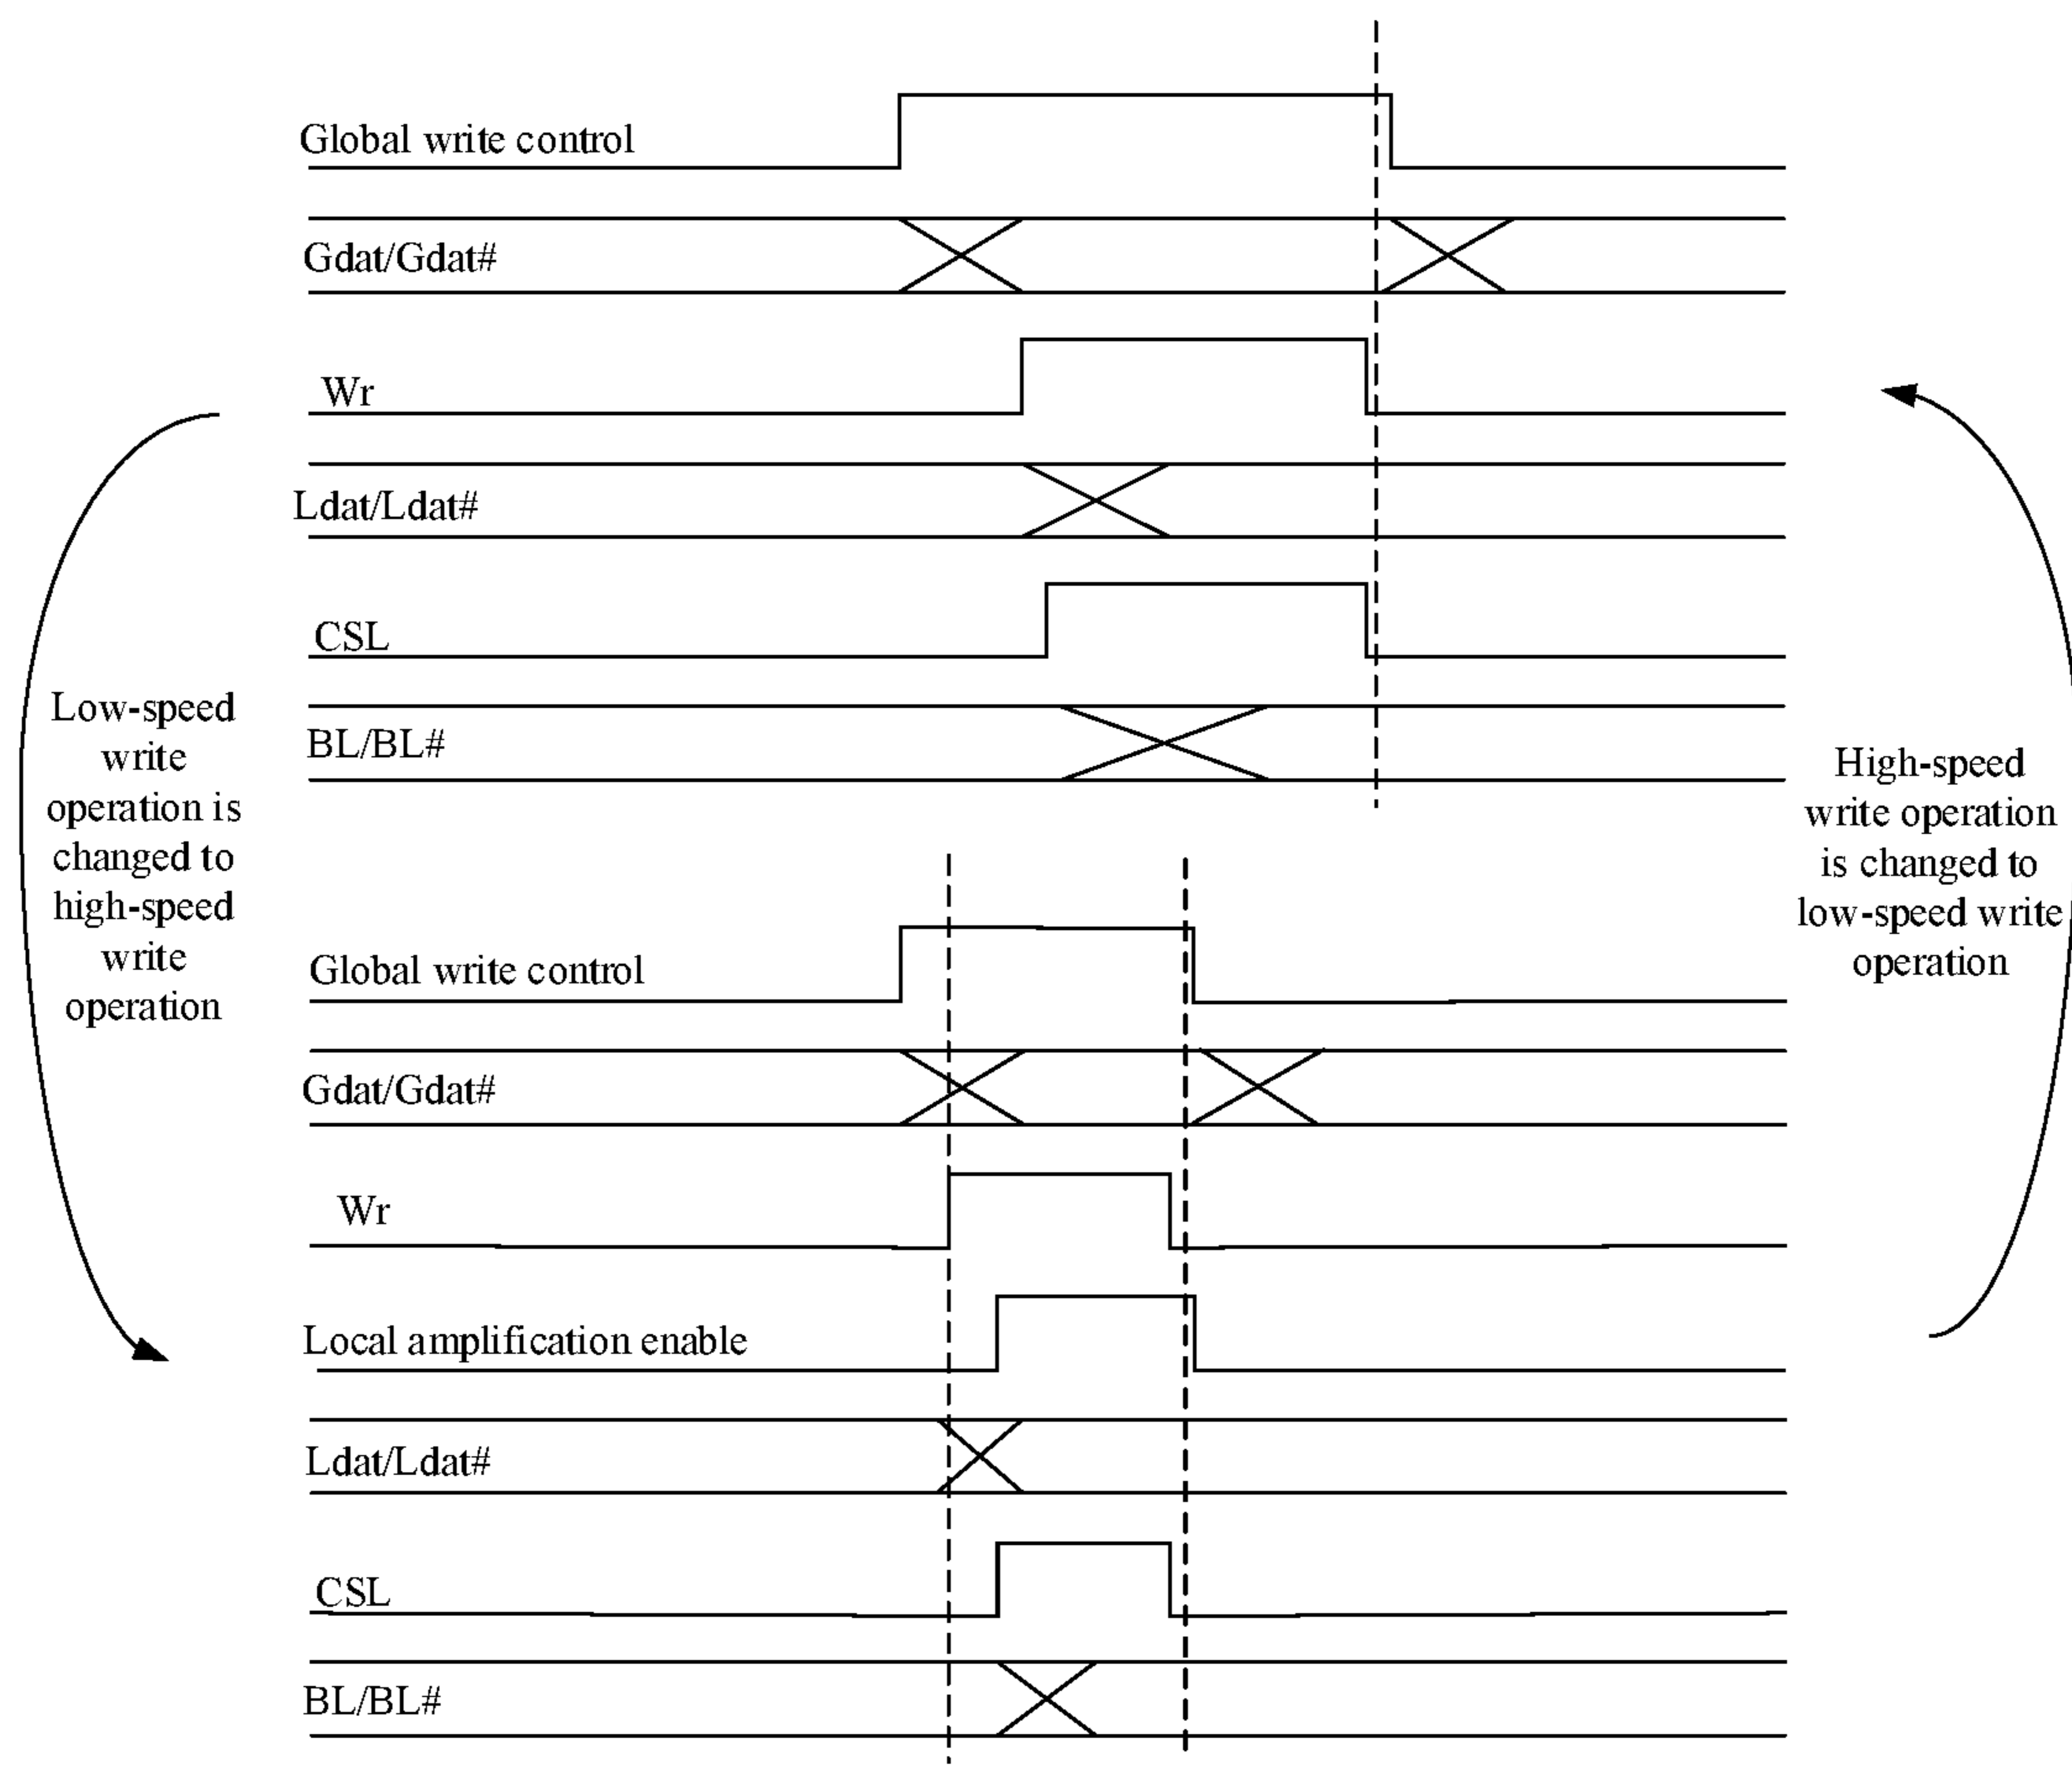 Global write control
Gdat/Gdat#
Wr
Ldat/Ldat#
CSL
BL/BL#
Low-speed
write
operation is
changed to
high-speed
write
operation
High-speed
write operation
is changed to
low-speed write
operation
Global write control
Gdat/Gdat#
Wr
Local amplification enable
Ldat/Ldat#
CSL
BL/BL#